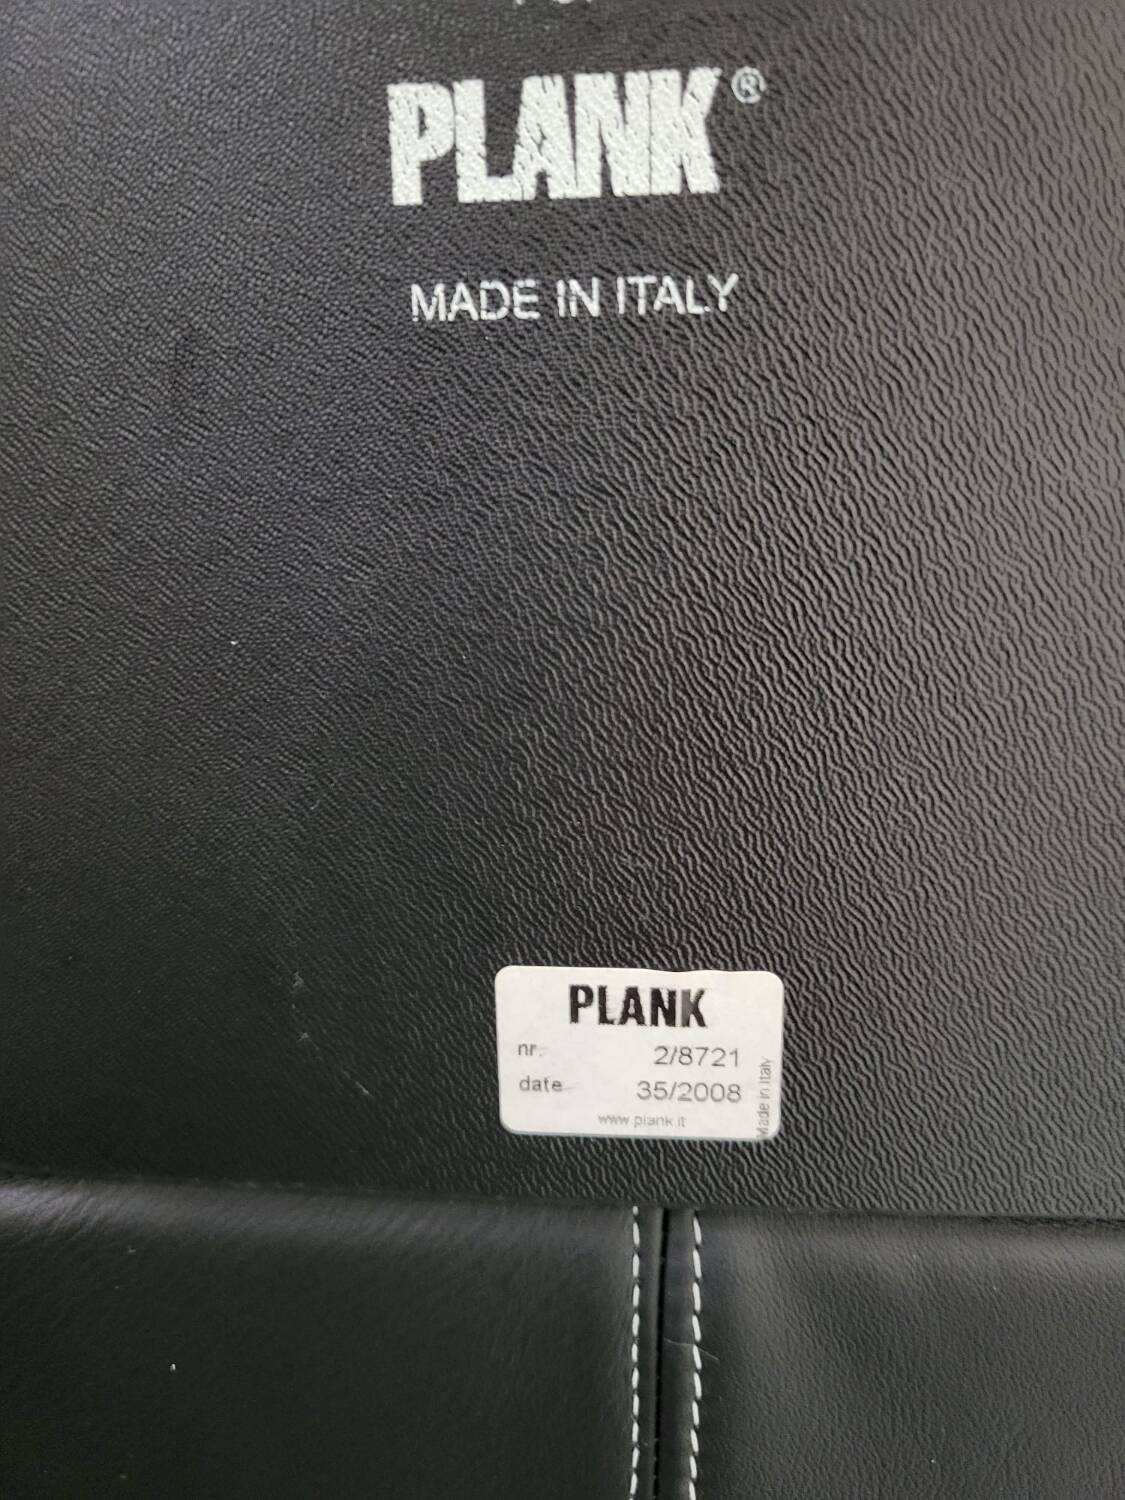 PLANK®
MADE IN ITALY
PLANK
nr. 2/8721
date 35/2008
www.plank.it
Made in Italy